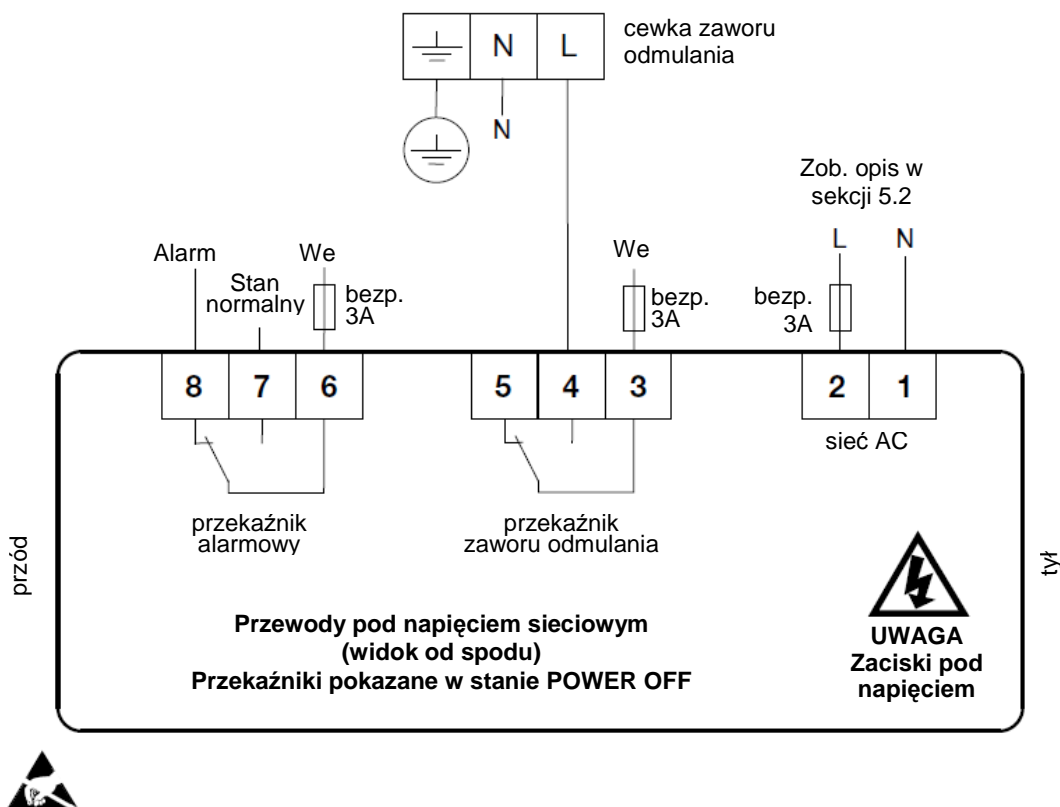 N
L
cewka zaworu
odmulania
N
Zob. opis w
sekcji 5.2
L
N
Alarm
We
We
Stan
normalny
bezp.
3A
bezp.
3A
bezp.
3A
8
7
6
5
4
3
2
1
sieć AC
przekaźnik
alarmowy
przekaźnik
zaworu odmulania
przód
tył
Przewody pod napięciem sieciowym
(widok od spodu)
Przekaźniki pokazane w stanie POWER OFF
UWAGA
Zaciski pod
napięciem